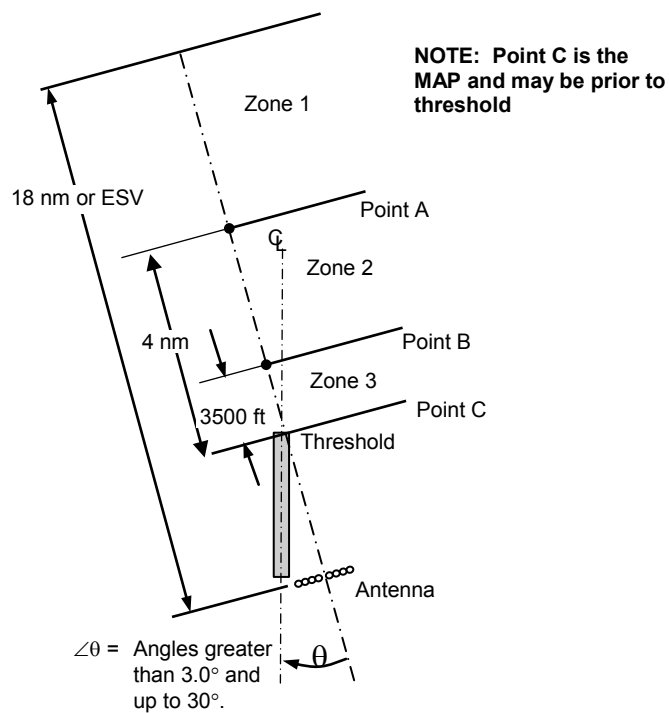 NOTE: Point C is the
MAP and may be prior to
threshold
Zone 1
18 nm or ESV
Point A
℄
Zone 2
4 nm
Point B
Zone 3
3500 ft
Point C
Threshold
Antenna
∠θ = Angles greater
than 3.0° and
up to 30°.
θ